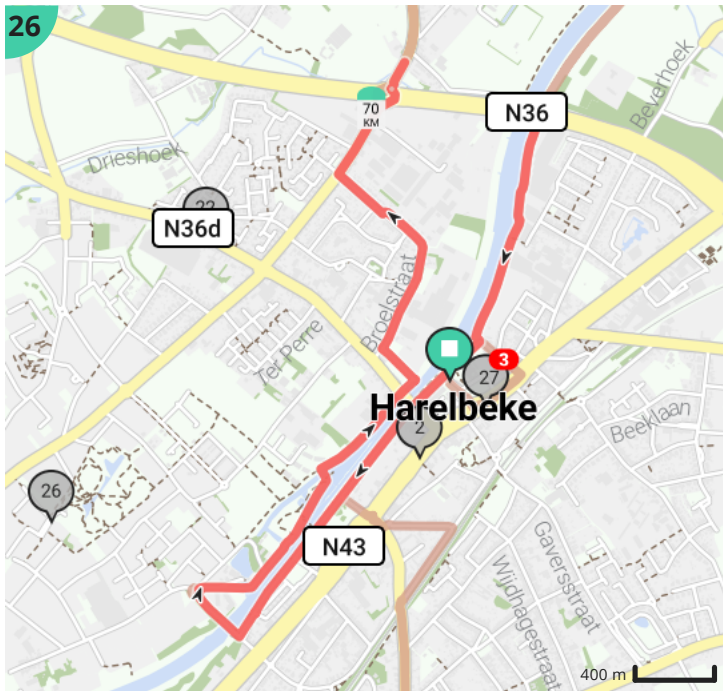 26
70
KM
N36
Beverhoek
Drieshoek
22
N36d
Broelstraat
Ter Perre
3
27
Harelbeke
2
Beeklaan
26
N43
Gaversstraat
Wijdhagestraat
400 m